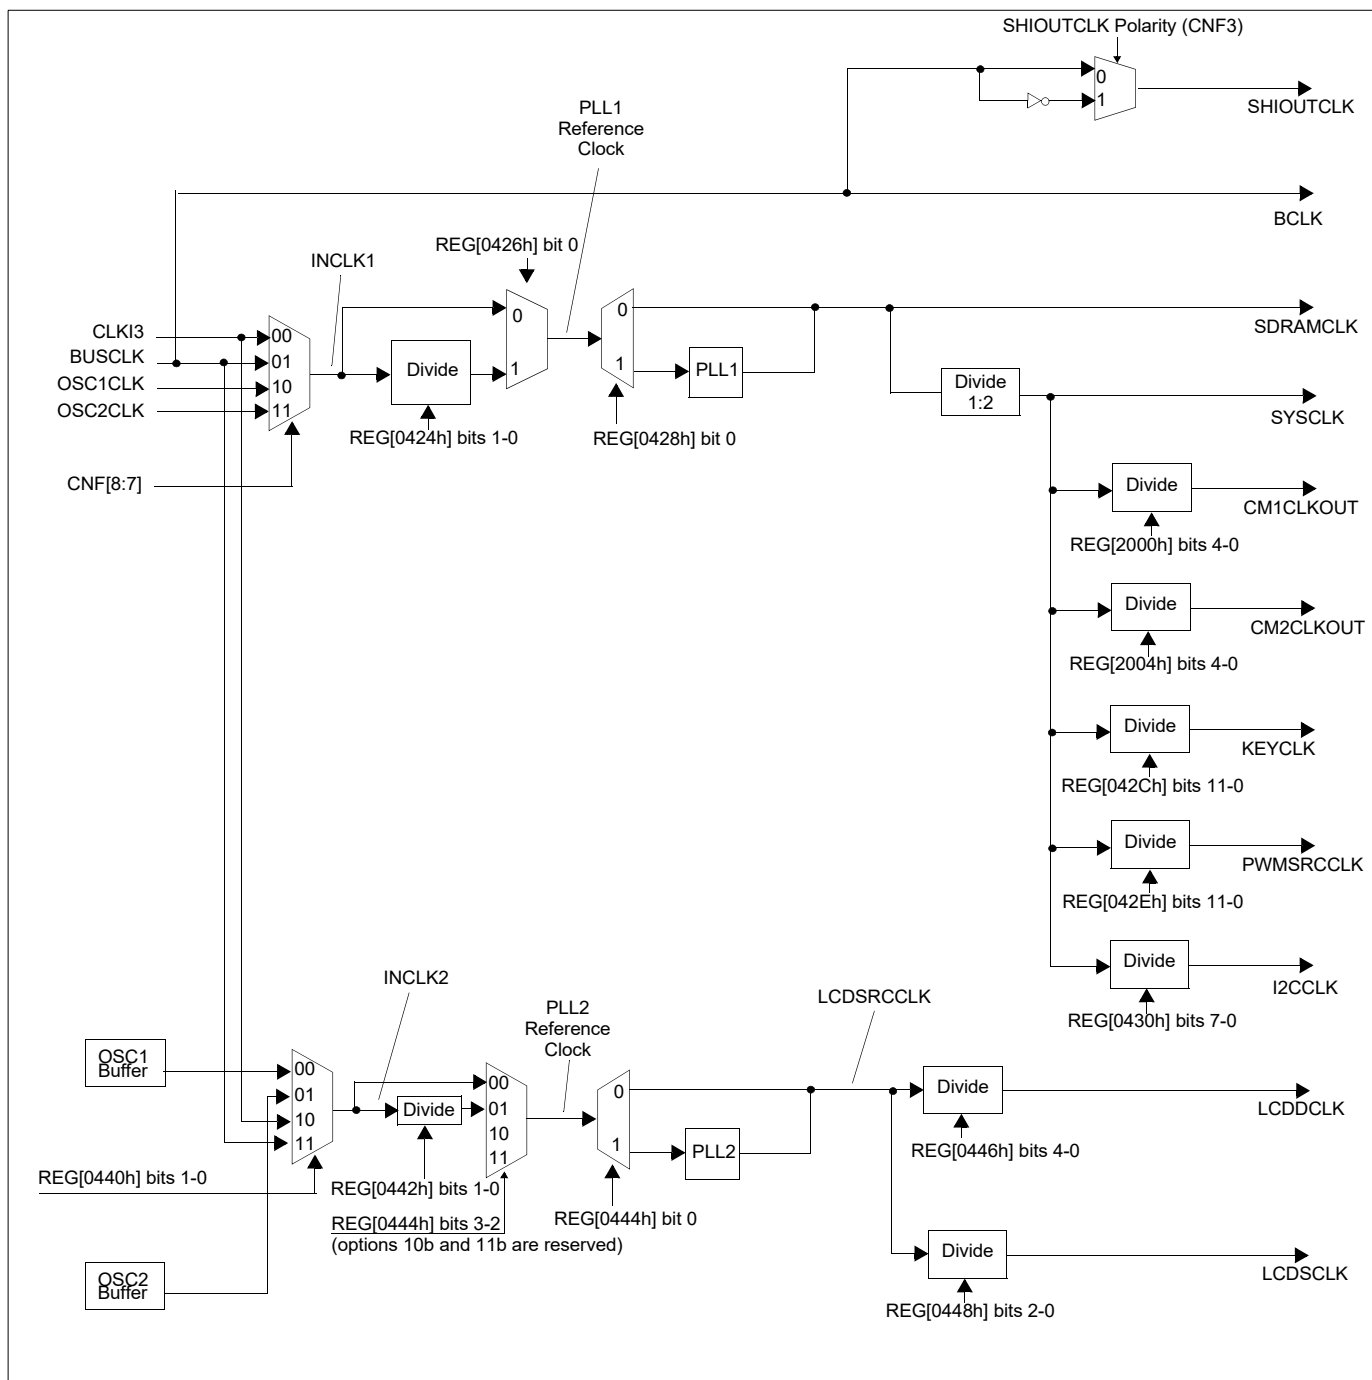 SHIOUTCLK Polarity (CNF3)
0
1
SHIOUTCLK
PLL1
Reference
Clock
BCLK
REG[0426h] bit 0
INCLK1
0
1
0
1
SDRAMCLK
CLKI3
BUSCLK
OSC1CLK
OSC2CLK
00
01
10
11
Divide
PLL1
Divide
1:2
SYSCLK
REG[0424h] bits 1-0
REG[0428h] bit 0
CNF[8:7]
Divide
CM1CLKOUT
REG[2000h] bits 4-0
Divide
CM2CLKOUT
REG[2004h] bits 4-0
Divide
KEYCLK
REG[042Ch] bits 11-0
Divide
PWMSRCCLK
REG[042Eh] bits 11-0
Divide
I2CCLK
REG[0430h] bits 7-0
INCLK2
PLL2
Reference
Clock
LCDSRCCLK
OSC1
Buffer
00
01
10
11
Divide
00
01
10
11
0
1
PLL2
Divide
LCDDCLK
REG[0446h] bits 4-0
REG[0440h] bits 1-0
REG[0442h] bits 1-0
REG[0444h] bits 3-2
(options 10b and 11b are reserved)
REG[0444h] bit 0
Divide
LCDSCLK
REG[0448h] bits 2-0
OSC2
Buffer